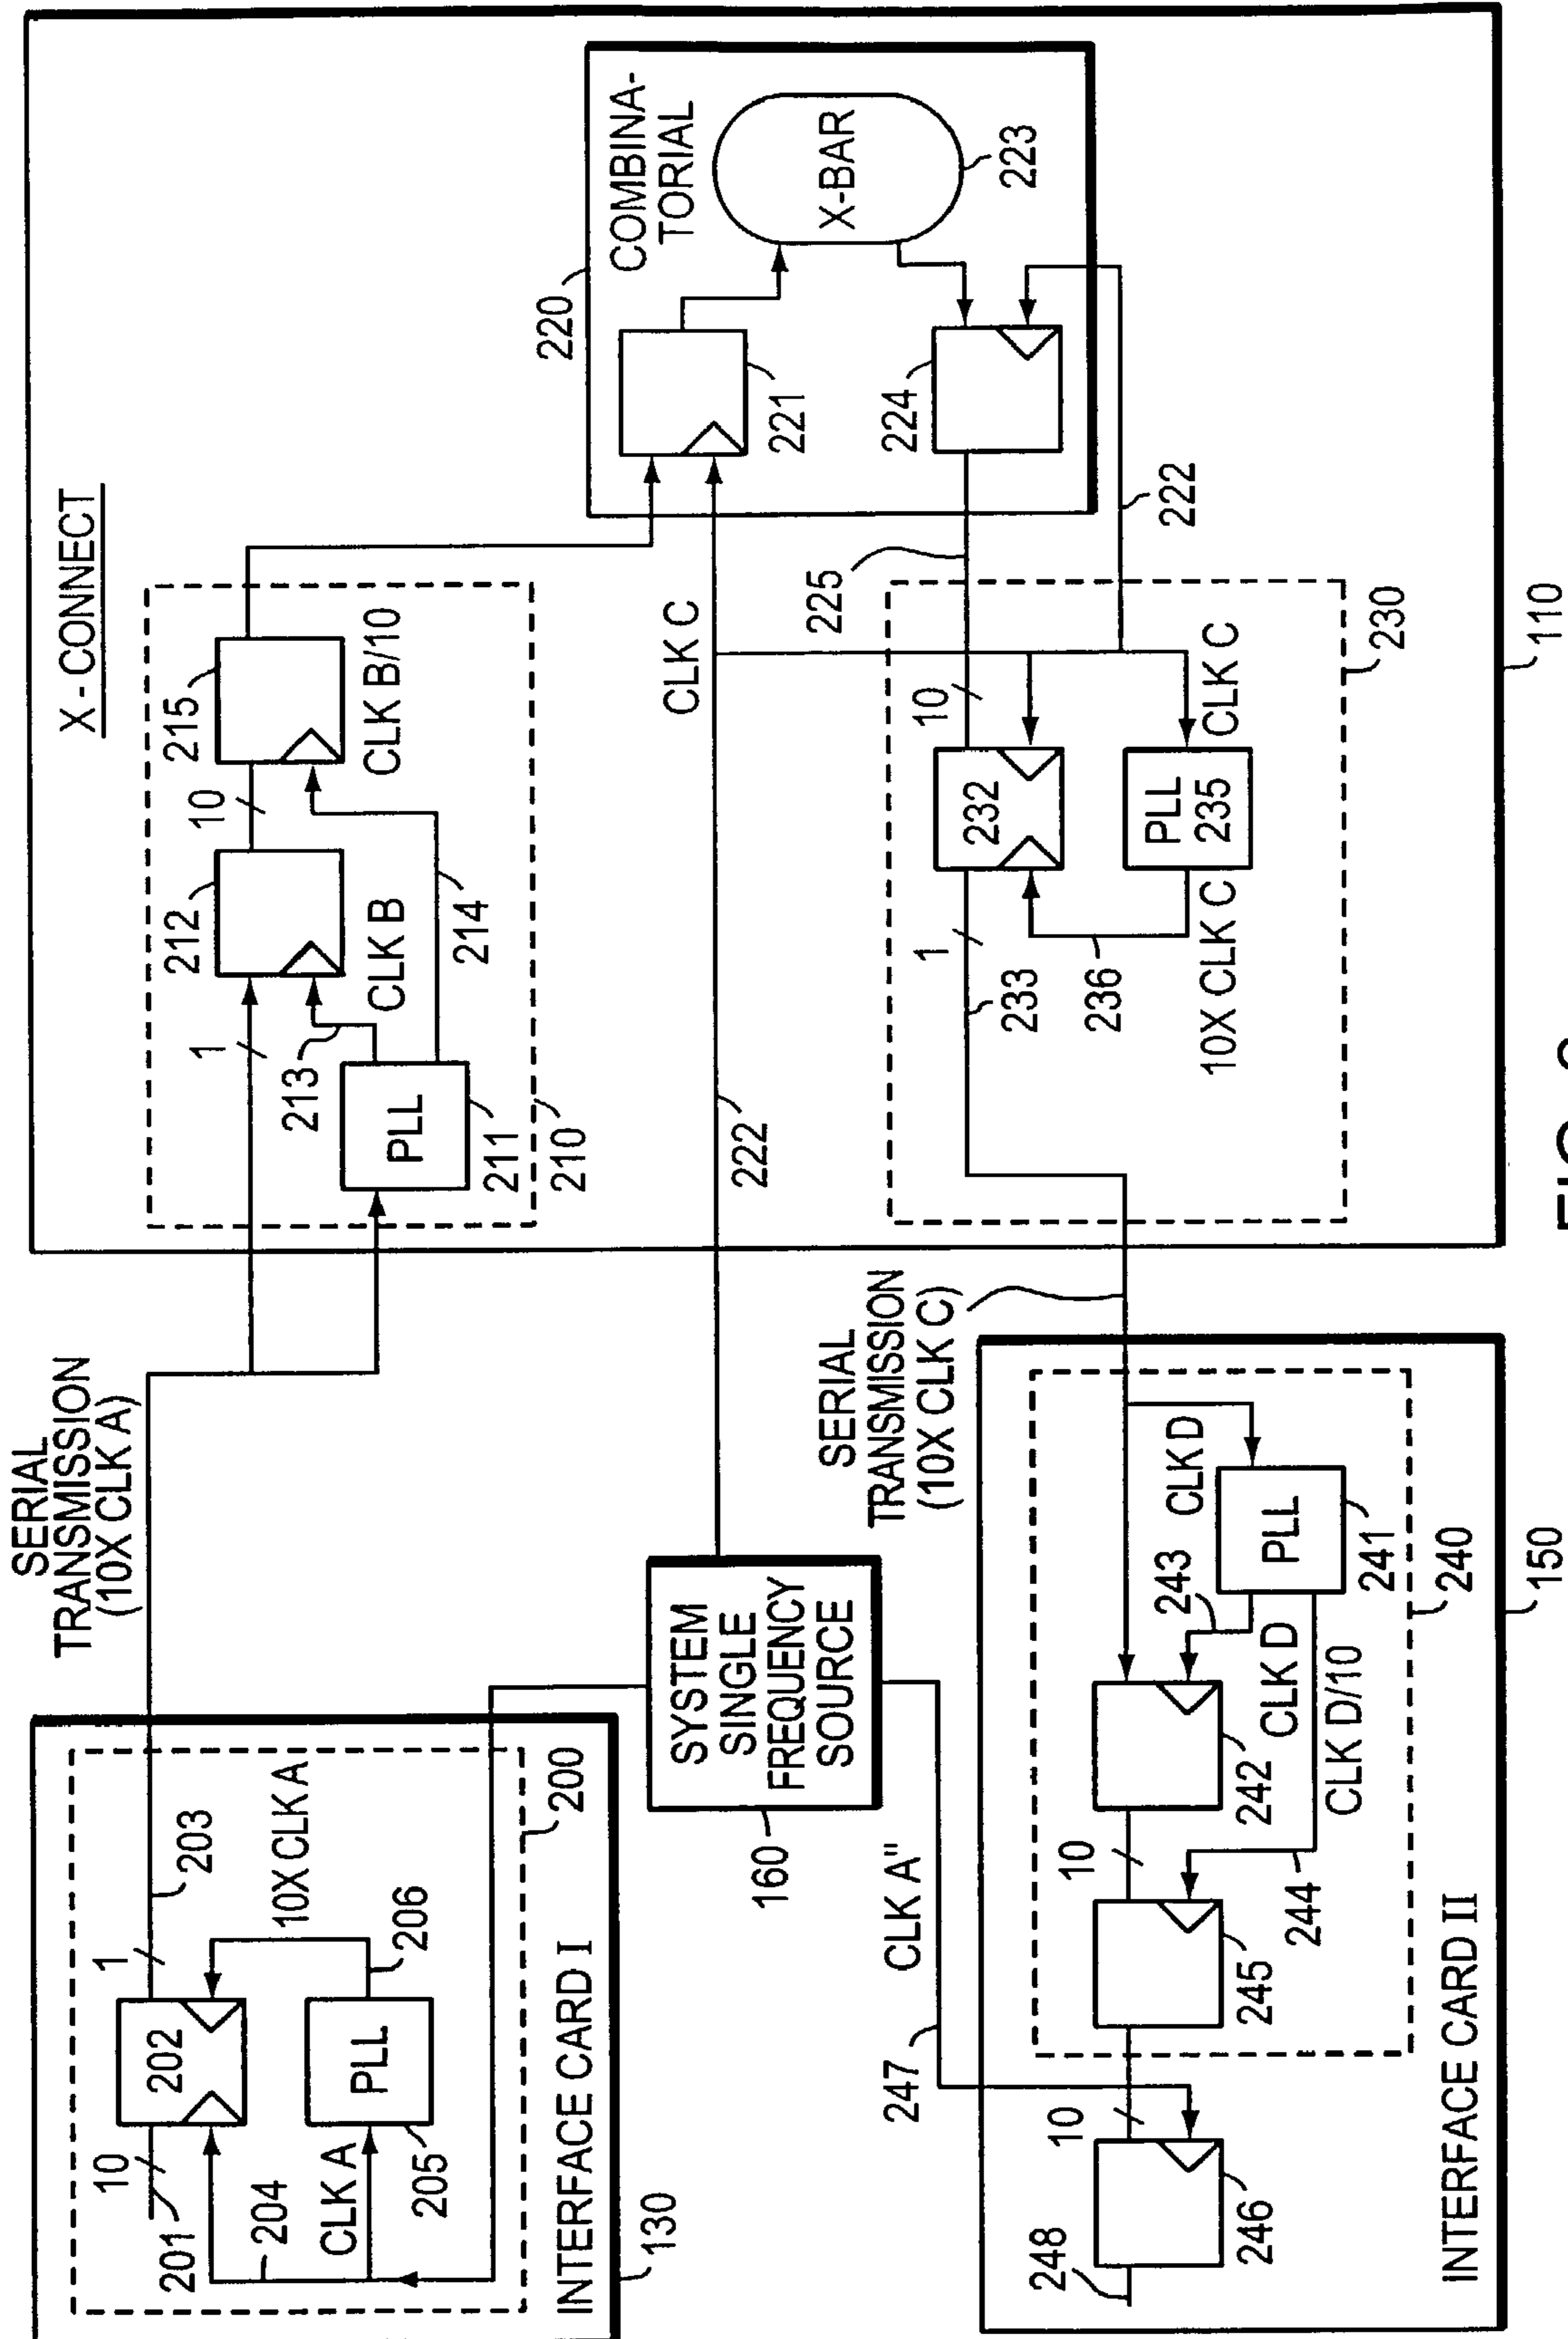 X-CONNECT
SERIAL
TRANSMISSION
(10X CLK A)
10
201
202
1
203
204
CLK A
PLL
205
206
10X CLK A
200
INTERFACE CARD I
130
1
212
10
215
213
CLK B
CLK B/10
PLL
211
214
210
220
COMBINA-
TORIAL
221
X-BAR
223
224
SYSTEM
SINGLE
FREQUENCY
SOURCE
160
222
CLK C
225
222
10
232
1
233
236
PLL
235
CLK C
10X CLK C
230
110
SERIAL
TRANSMISSION
(10X CLK C)
CLK A"
247
248
246
10
245
10
242
244
243
CLK D
CLK D
CLK D/10
PLL
241
240
INTERFACE CARD II
150